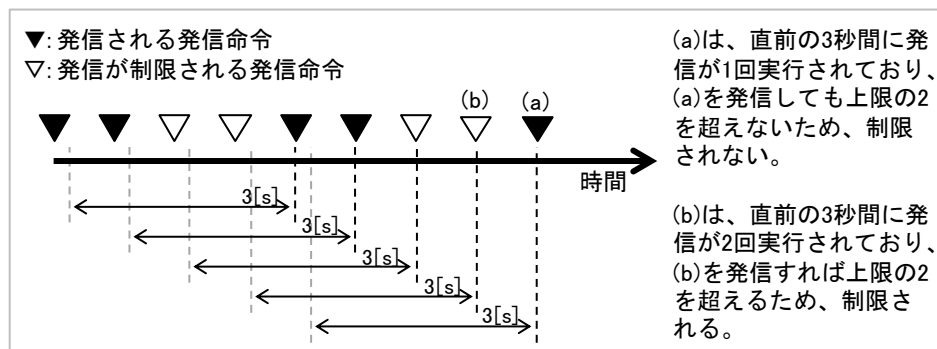 ▼: 発信される発信命令
▽: 発信が制限される発信命令
(b)
(a)
時間
3[s]
3[s]
3[s]
3[s]
3[s]
(a)は、直前の3秒間に発
信が1回実行されており、
(a)を発信しても上限の2
を超えないため、制限
されない。
(b)は、直前の3秒間に発
信が2回実行されており、
(b)を発信すれば上限の2
を超えるため、制限さ
れる。